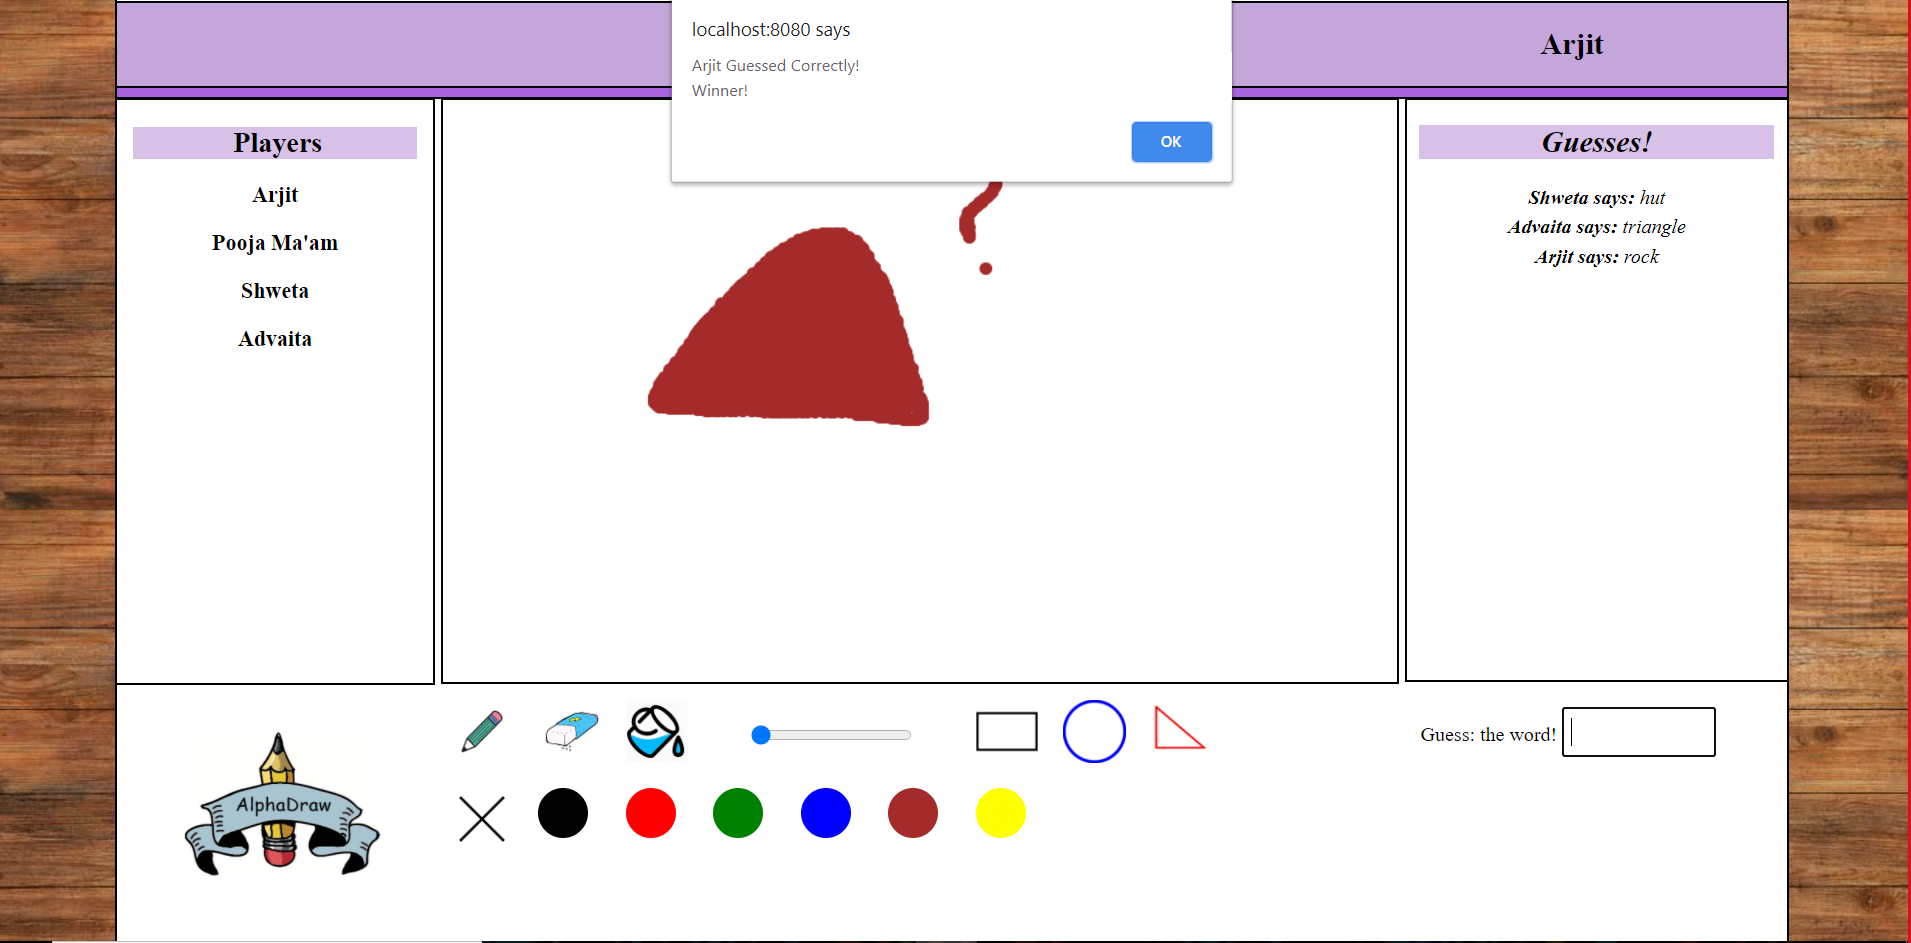 localhost:8080 says
Arjit Guessed Correctly!
Winner!
OK
Arjit
Players
Arjit
Pooja Ma'am
Shweta
Advaita
?
Guesses!
Shweta says: hut
Advaita says: triangle
Arjit says: rock
AlphaDraw
Guess: the word!